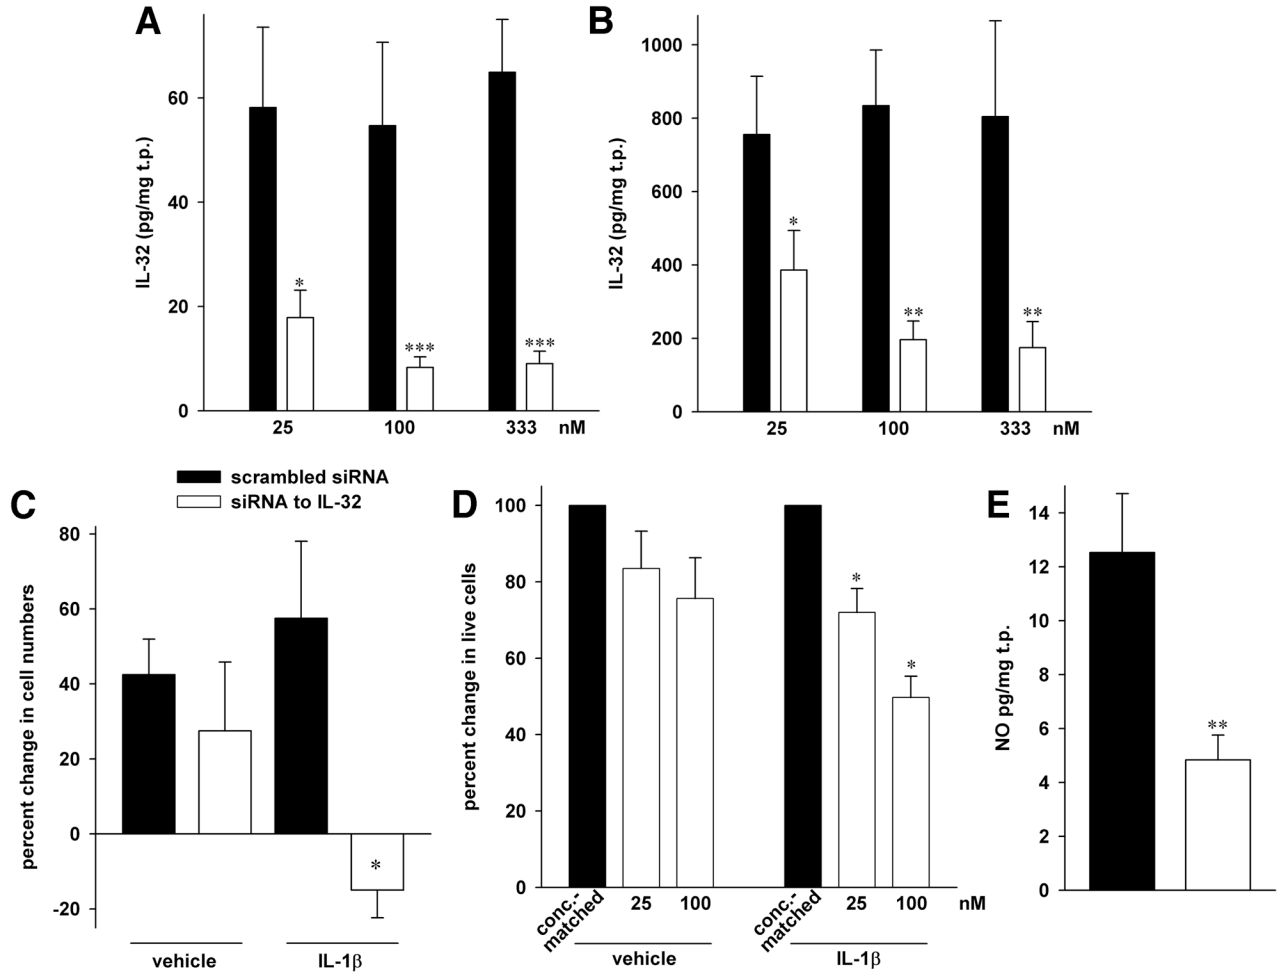 A
IL-32 (pg/mg t.p.)
60
40
20
0
*
***
***
25 100 333 nM
B
IL-32 (pg/mg t.p.)
1000
800
600
400
200
0
*
**
**
25 100 333 nM
scrambled siRNA
siRNA to IL-32
C
percent change in cell numbers
80
60
40
20
0
-20
*
vehicle IL-1β
D
percent change in live cells
100
80
60
40
20
0
*
*
conc.-
matched
25 100
conc.-
matched
25 100 nM
vehicle IL-1β
E
NO pg/mg t.p.
14
12
10
8
6
4
2
0
**